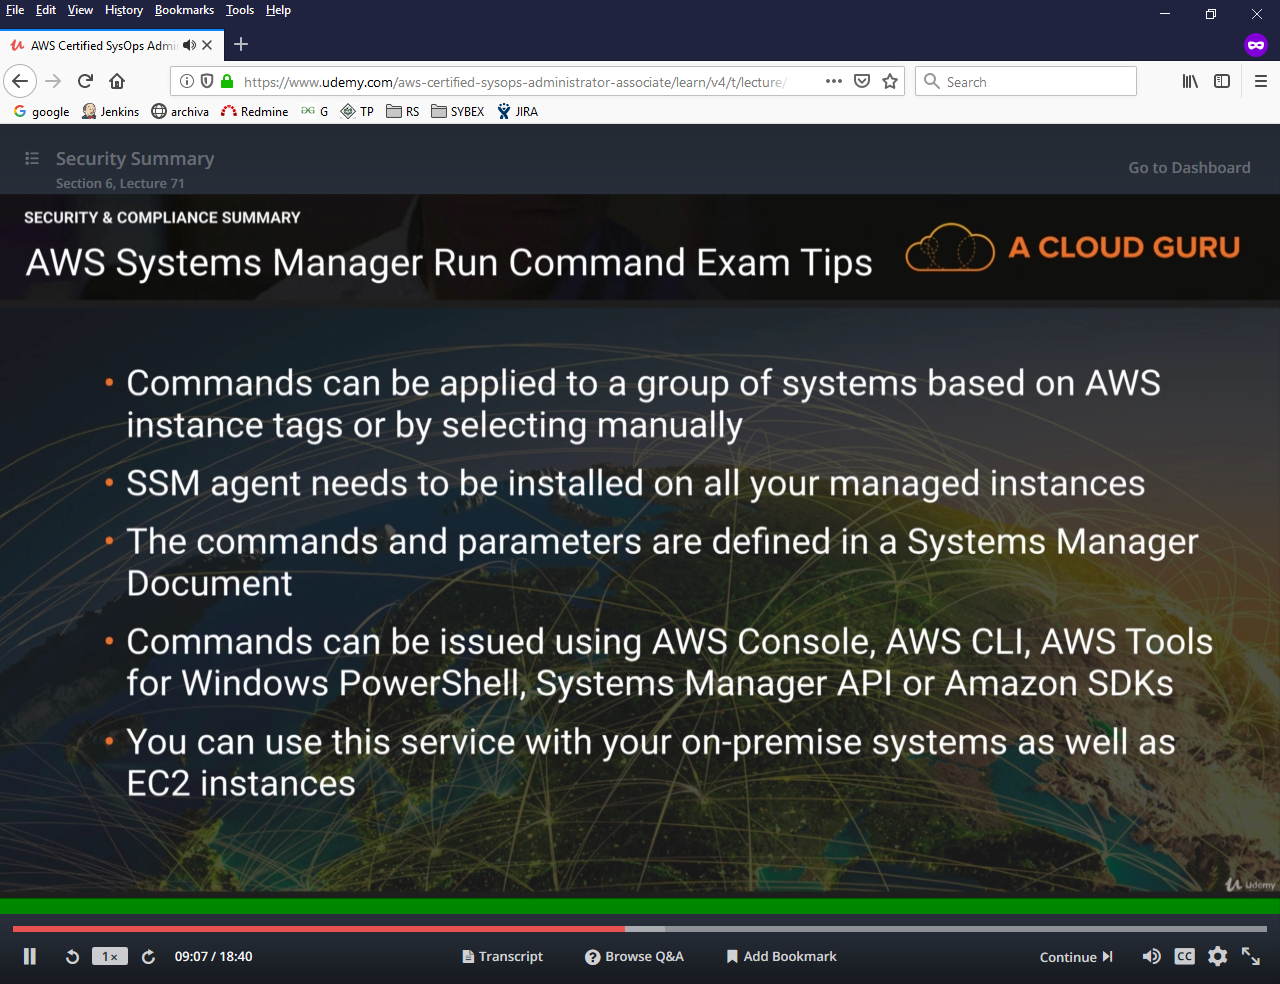 File Edit View History Bookmarks Tools Help
AWS Certified SysOps Admi
https://www.udemy.com/aws-certified-sysops-administrator-associate/learn/v4/t/lecture/
Search
google Jenkins archiva Redmine G TP RS SYBEX JIRA
Security Summary
Section 6, Lecture 71
Go to Dashboard
SECURITY & COMPLIANCE SUMMARY
AWS Systems Manager Run Command Exam Tips
A CLOUD GURU
• Commands can be applied to a group of systems based on AWS
instance tags or by selecting manually
• SSM agent needs to be installed on all your managed instances
• The commands and parameters are defined in a Systems Manager
Document
• Commands can be issued using AWS Console, AWS CLI, AWS Tools
for Windows PowerShell, Systems Manager API or Amazon SDKs
• You can use this service with your on-premise systems as well as
EC2 instances
Udemy
1x 09:07 / 18:40 Transcript Browse Q&A Add Bookmark Continue CC